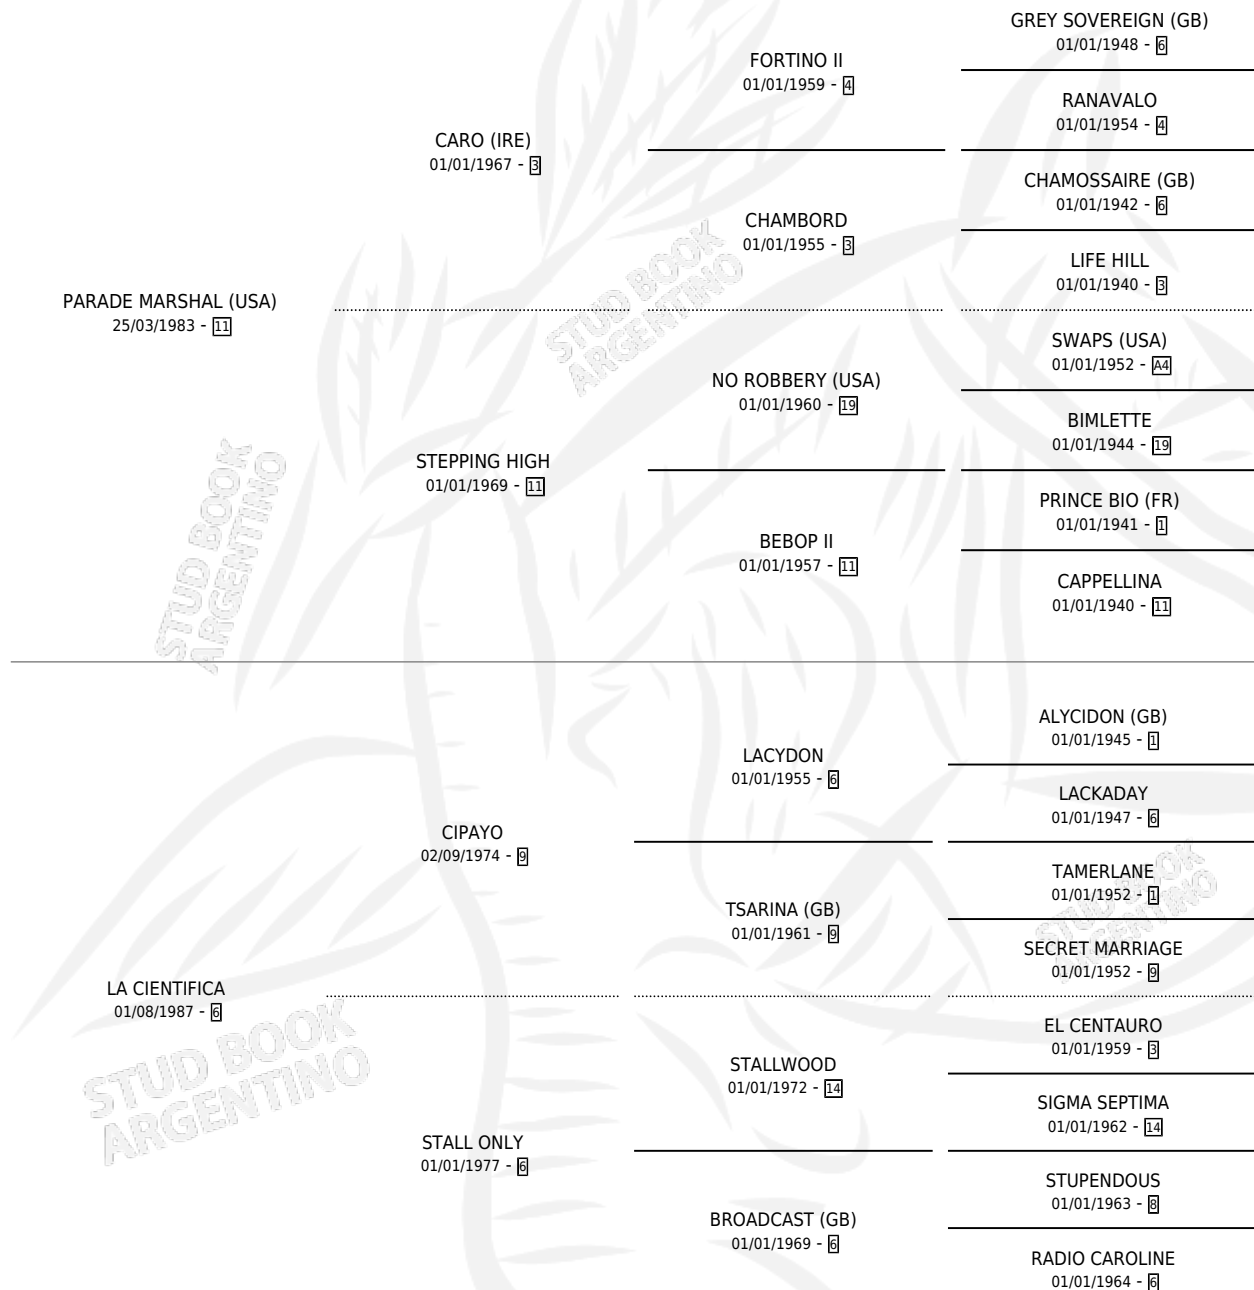 GREY SOVEREIGN (GB)
01/01/1948 - 6
FORTINO II
01/01/1959 - 4
RANAVALO
01/01/1954 - 4
CARO (IRE)
01/01/1967 - 3
CHAMOSSAIRE (GB)
01/01/1942 - 6
CHAMBORD
01/01/1955 - 3
LIFE HILL
01/01/1940 - 3
PARADE MARSHAL (USA)
25/03/1983 - 11
SWAPS (USA)
01/01/1952 - A4
NO ROBBERY (USA)
01/01/1960 - 19
BIMLETTE
01/01/1944 - 19
STEPPING HIGH
01/01/1969 - 11
PRINCE BIO (FR)
01/01/1941 - 1
BEBOP II
01/01/1957 - 11
CAPPELLINA
01/01/1940 - 11
ALYCIDON (GB)
01/01/1945 - 1
LACYDON
01/01/1955 - 6
LACKADAY
01/01/1947 - 6
CIPAYO
02/09/1974 - 9
TAMERLANE
01/01/1952 - 1
TSARINA (GB)
01/01/1961 - 9
SECRET MARRIAGE
01/01/1952 - 9
LA CIENTIFICA
01/08/1987 - 6
EL CENTAURO
01/01/1959 - 3
STALLWOOD
01/01/1972 - 14
SIGMA SEPTIMA
01/01/1962 - 14
STALL ONLY
01/01/1977 - 6
STUPENDOUS
01/01/1963 - 8
BROADCAST (GB)
01/01/1969 - 6
RADIO CAROLINE
01/01/1964 - 6
STUD BOOK
ARGENTINO
STUD BOOK
ARGENTINO
STUD BOOK
ARGENTINO
STUD BOOK
ARGENTINO